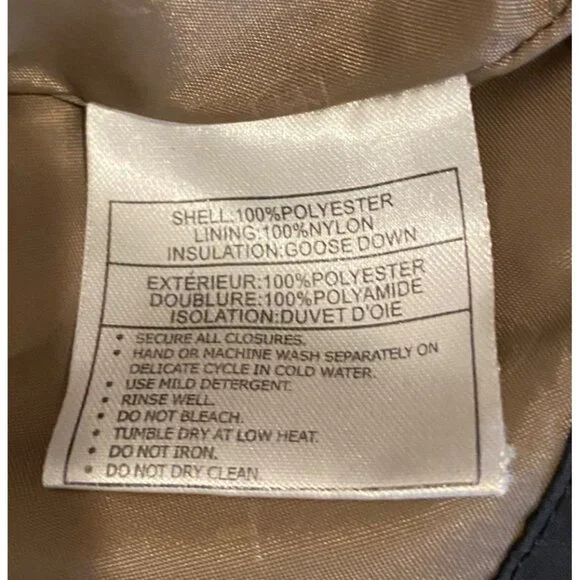 SHELL:100%POLYESTER
LINING:100%NYLON
INSULATION:GOOSE DOWN
EXTÉRIEUR:100%POLYESTER
DOUBLURE:100%POLYAMIDE
ISOLATION:DUVET D'OIE
• SECURE ALL CLOSURES.
• HAND OR MACHINE WASH SEPARATELY ON
DELICATE CYCLE IN COLD WATER.
• USE MILD DETERGENT.
• RINSE WELL.
• DO NOT BLEACH.
• TUMBLE DRY AT LOW HEAT.
• DO NOT IRON.
• DO NOT DRY CLEAN.